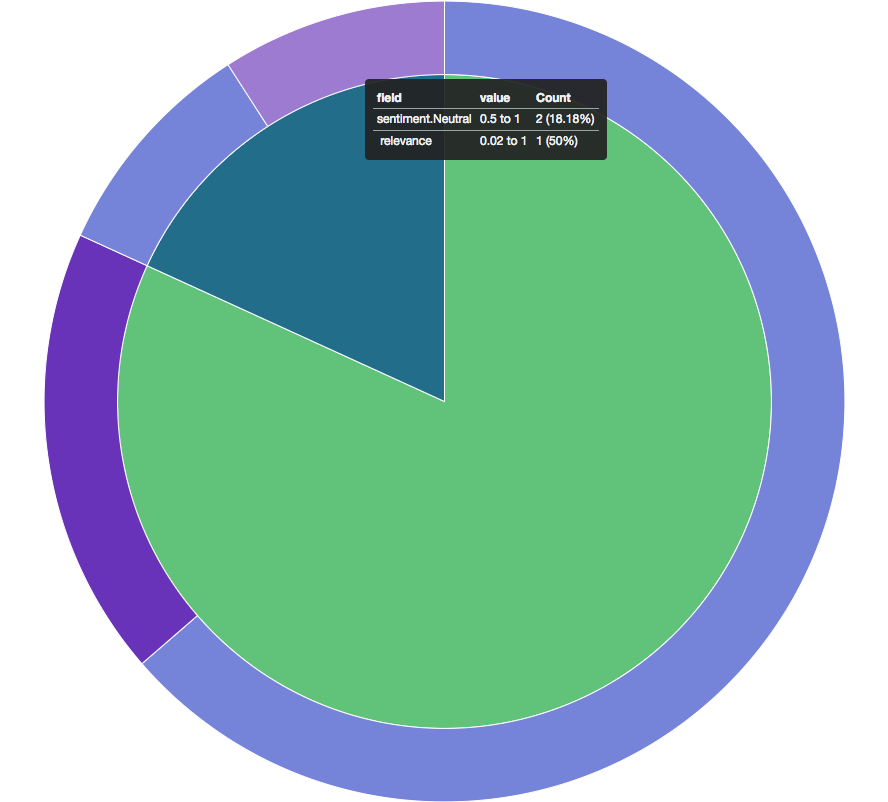 field value Count
sentiment.Neutral 0.5 to 1 2 (18.18%)
relevance 0.02 to 1 1 (50%)